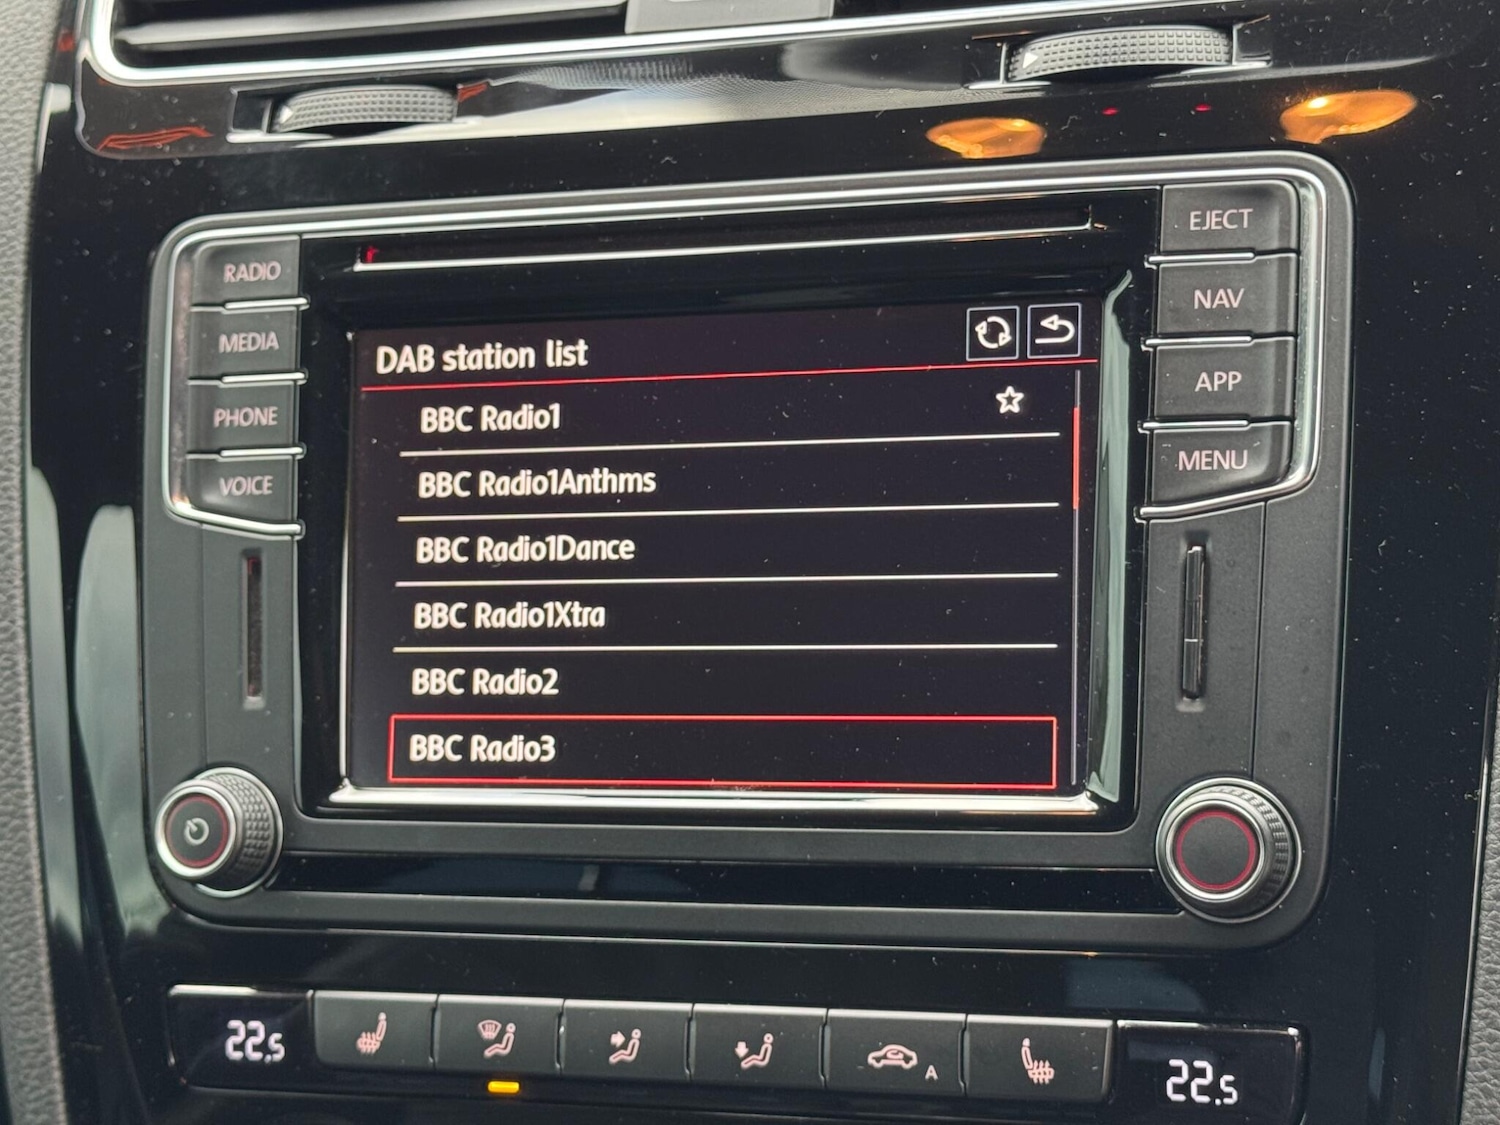 EJECT
RADIO
NAV
MEDIA
DAB station list
APP
PHONE
BBC Radio1
MENU
VOICE
BBC Radio1Anthms
BBC Radio1Dance
BBC Radio1Xtra
BBC Radio2
BBC Radio3
22.5
A
22.5